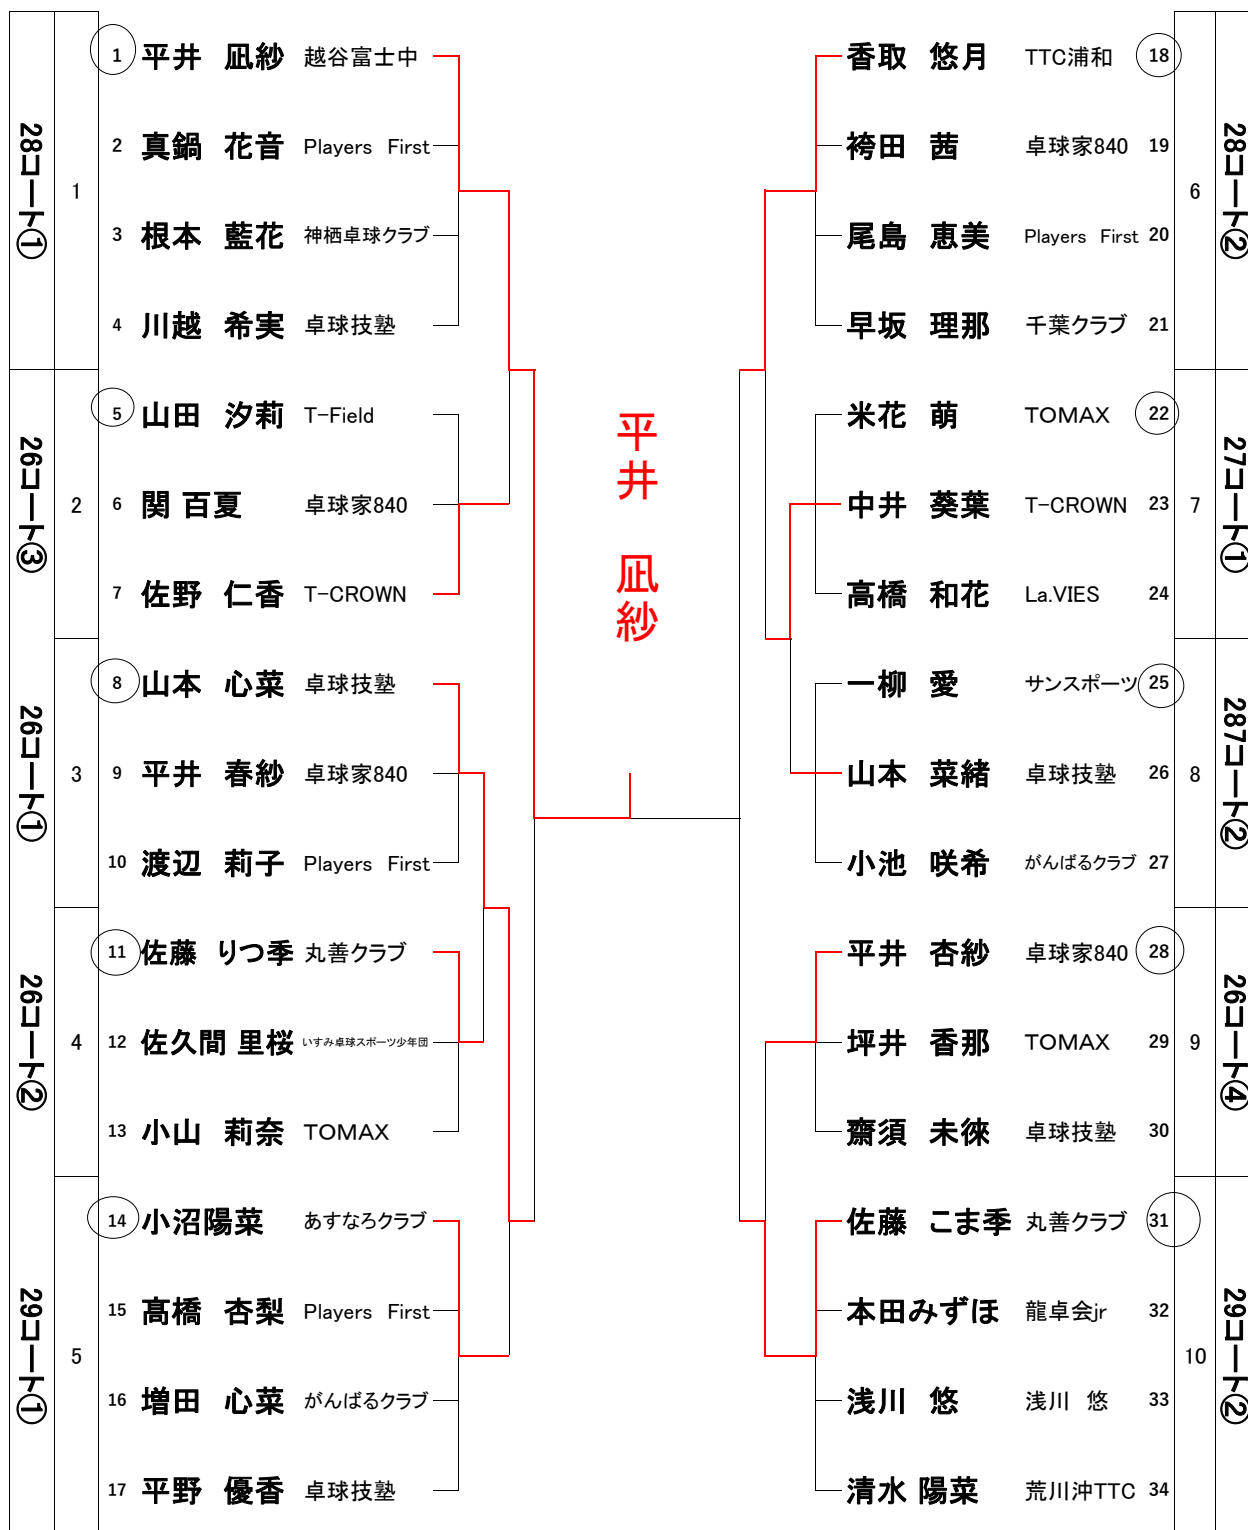 28コート①
1
1 平井 凪紗 越谷富士中
2 真鍋 花音 Players First
3 根本 藍花 神栖卓球クラブ
4 川越 希実 卓球技塾
26コート③
2
5 山田 汐莉 T-Field
6 関 百夏 卓球家840
7 佐野 仁香 T-CROWN
26コート①
3
8 山本 心菜 卓球技塾
9 平井 春紗 卓球家840
10 渡辺 莉子 Players First
26コート②
4
11 佐藤 りつ季 丸善クラブ
12 佐久間 里桜 いすみ卓球スポーツ少年団
13 小山 莉奈 TOMAX
29コート①
5
14 小沼陽菜 あすなろクラブ
15 髙橋 杏梨 Players First
16 増田 心菜 がんばるクラブ
17 平野 優香 卓球技塾
平井 凪紗
香取 悠月 TTC浦和 18
袴田 茜 卓球家840 19
尾島 恵美 Players First 20
早坂 理那 千葉クラブ 21
6
28コート②
米花 萌 TOMAX 22
中井 葵葉 T-CROWN 23
高橋 和花 La.VIES 24
7
27コート①
一柳 愛 サンスポーツ 25
山本 菜緒 卓球技塾 26
小池 咲希 がんばるクラブ 27
8
287コート②
平井 杏紗 卓球家840 28
坪井 香那 TOMAX 29
齋須 未徠 卓球技塾 30
9
26コート④
佐藤 こま季 丸善クラブ 31
本田みずほ 龍卓会jr 32
浅川 悠 浅川 悠 33
清水 陽菜 荒川沖TTC 34
10
29コート②